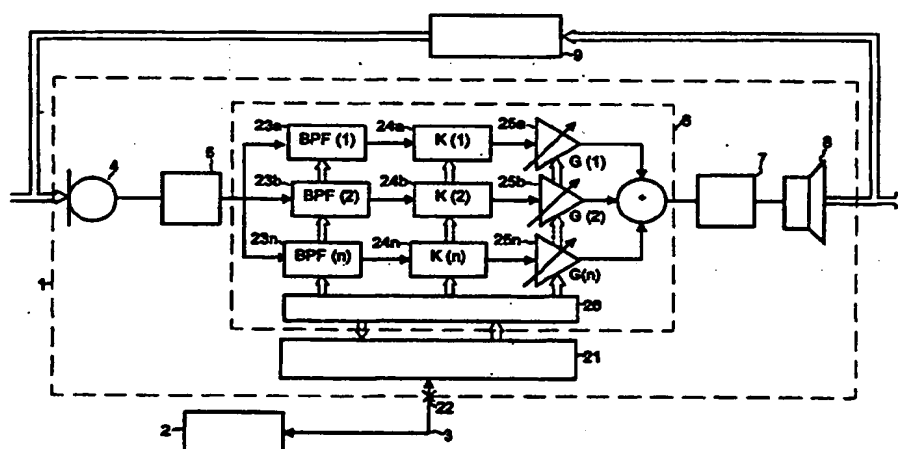 9
23a BPF (1) 24a K (1) 25a 6
4 5 G (1) 7 8
23b BPF (2) 24b K (2) 25b G (2)
23n BPF (n) 24n K (n) 25n G(n)
1 26
21
22
2 3